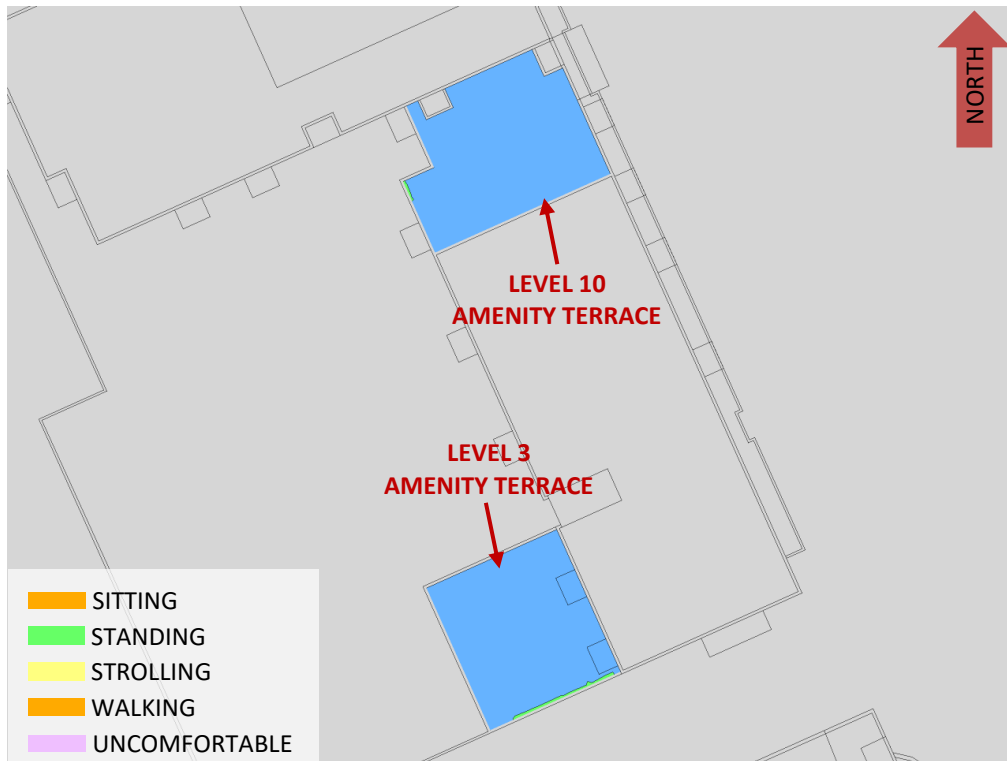 NORTH
LEVEL 10
AMENITY TERRACE
LEVEL 3
AMENITY TERRACE
SITTING
STANDING
STROLLING
WALKING
UNCOMFORTABLE